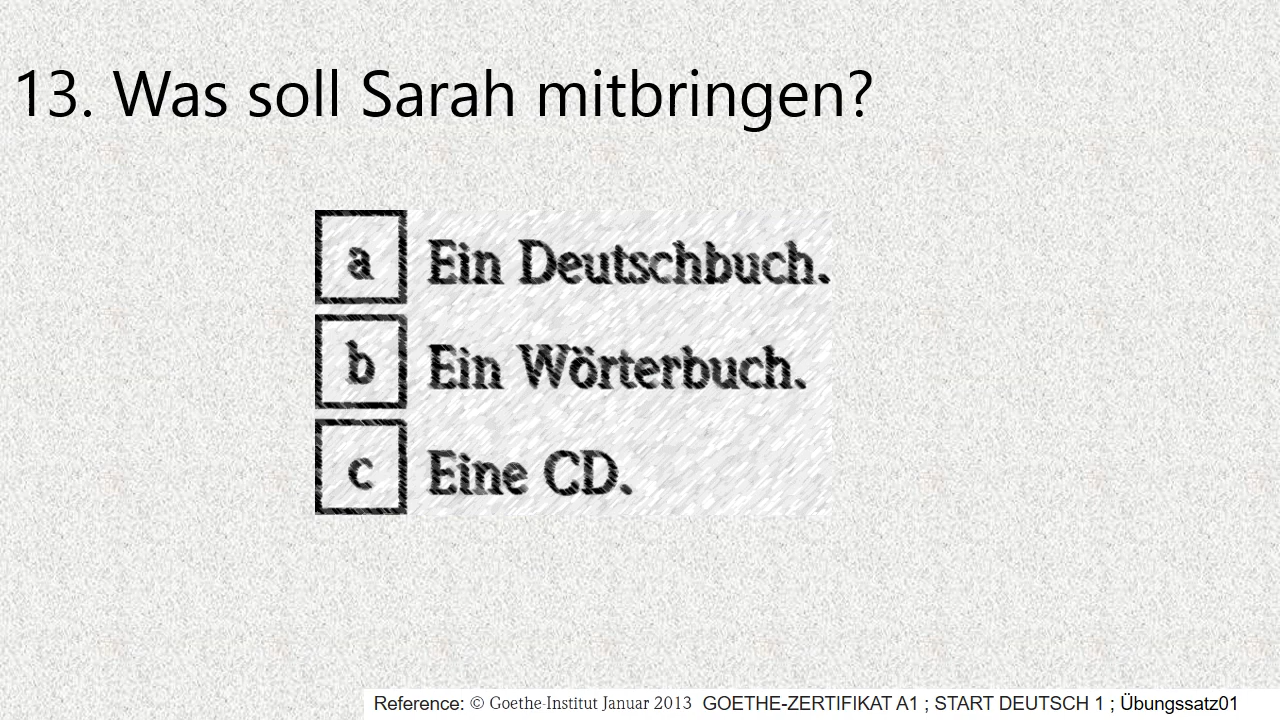 13. Was soll Sarah mitbringen?
a Ein Deutschbuch.
b Ein Wörterbuch.
c Eine CD.
Reference: © Goethe-Institut Januar 2013 GOETHE-ZERTIFIKAT A1 ; START DEUTSCH 1 ; Übungssatz01